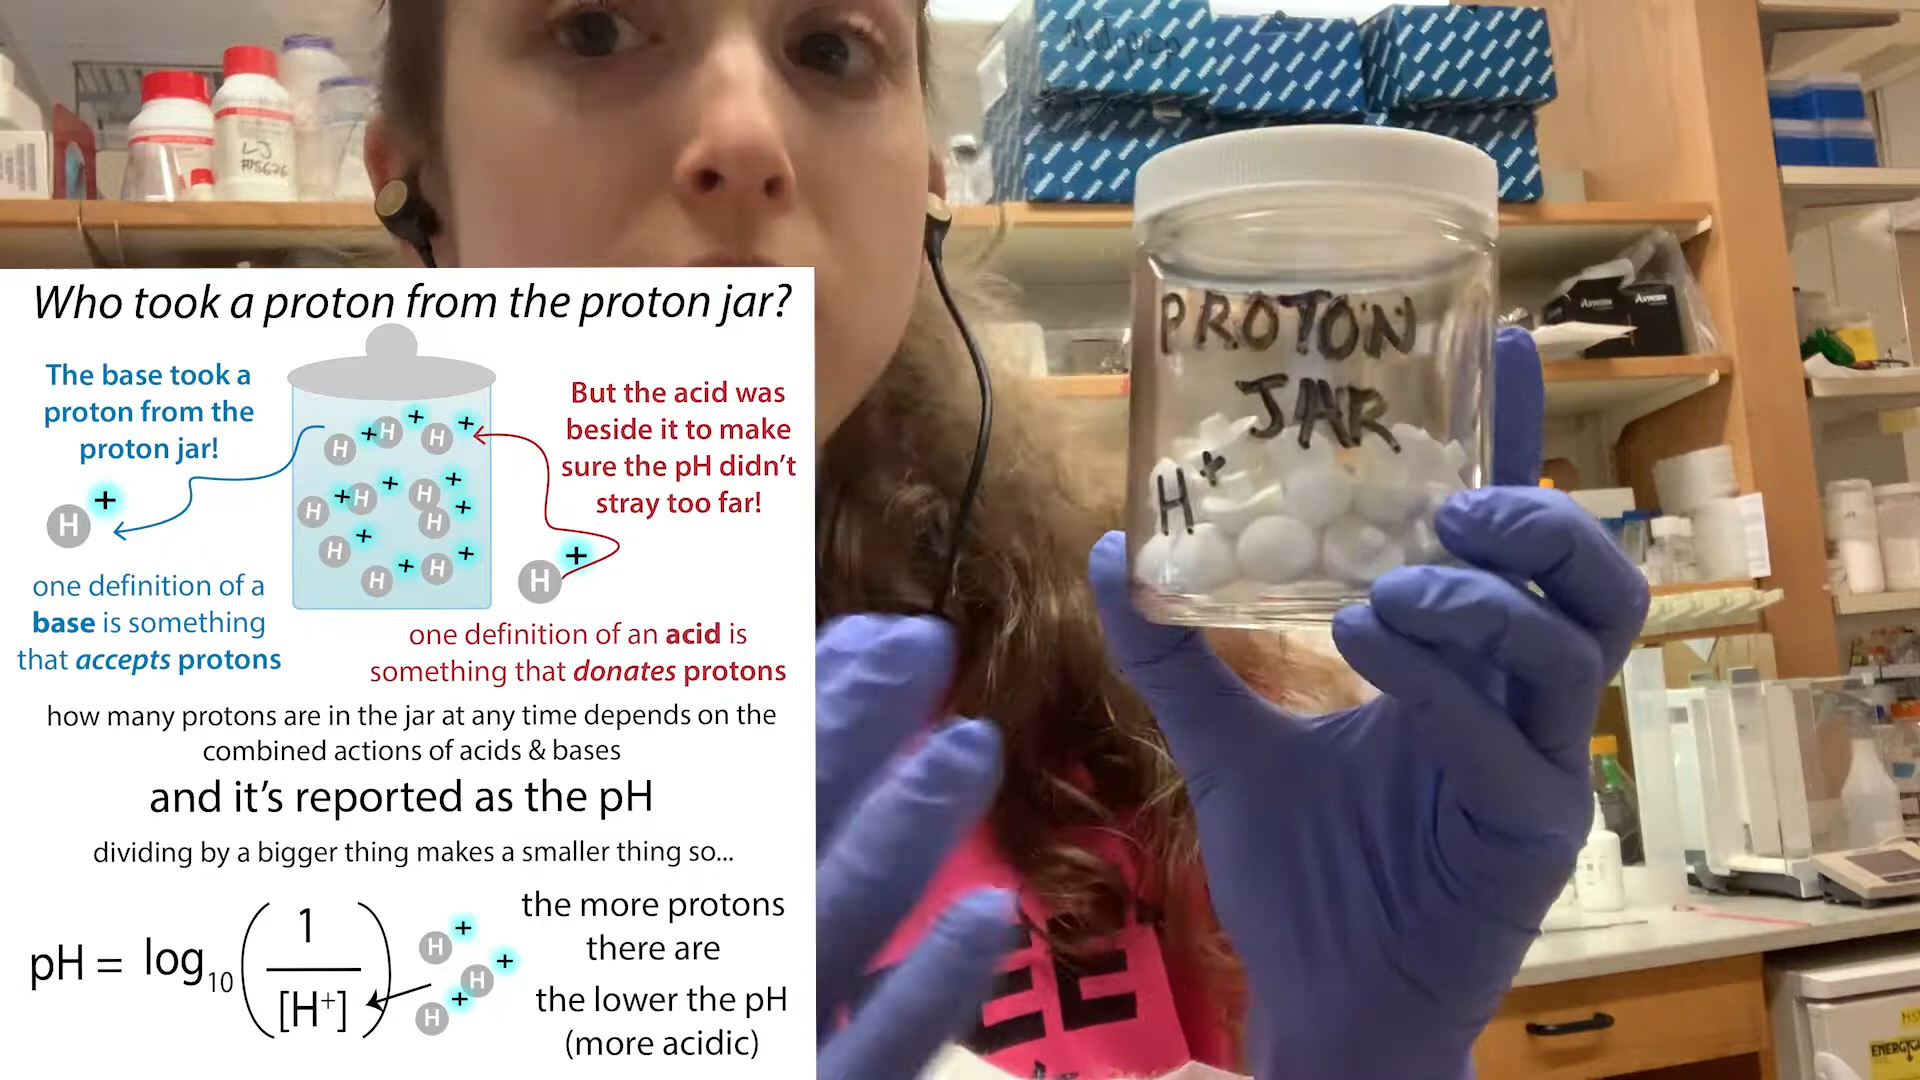 Who took a proton from the proton jar?
The base took a
proton from the
proton jar!
But the acid was
beside it to make
sure the pH didn't
stray too far!
H +
+ H H + H +
H + H + H +
H + H +
H + H +
H +
one definition of a
base is something
that accepts protons
one definition of an acid is
something that donates protons
how many protons are in the jar at any time depends on the
combined actions of acids & bases
and it's reported as the pH
dividing by a bigger thing makes a smaller thing so...
pH = log10 (1 / [H+])
H +
H +
H +
the more protons
there are
the lower the pH
(more acidic)
PROTON
JAR
H+
LJ
EE